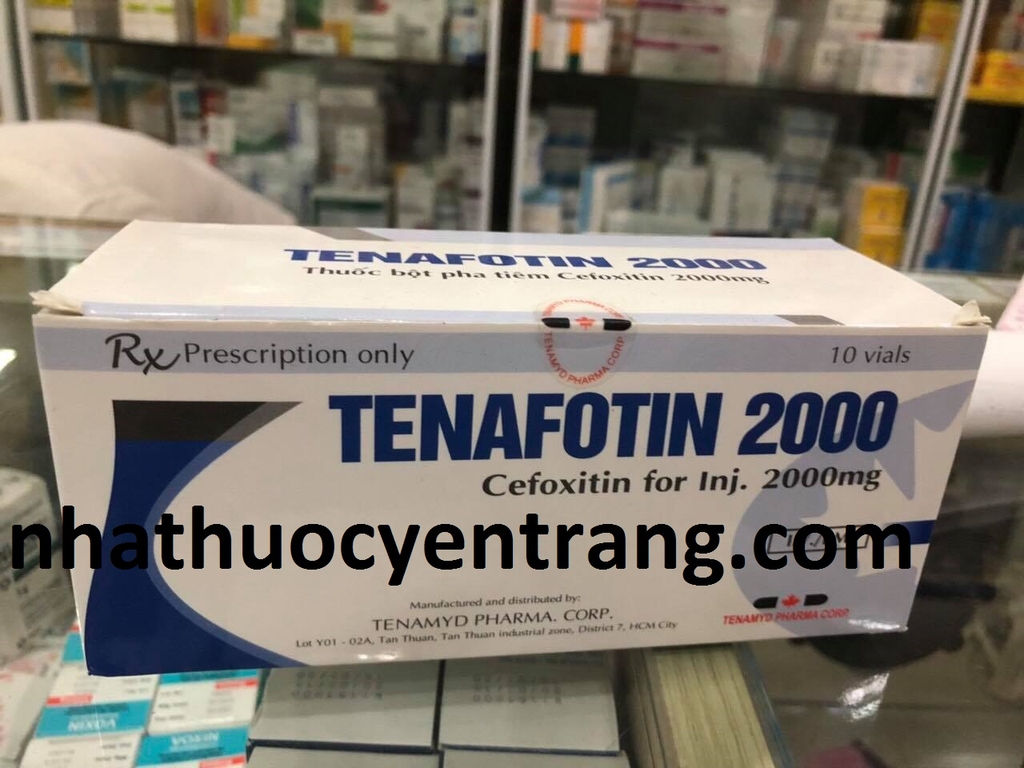 TENAFOTIN 2000
Thuốc bột pha tiêm Cefoxitin 2000mg
TENAMYD PHARMA CORP
Rx Prescription only
10 vials
TENAFOTIN 2000
Cefoxitin for Inj. 2000mg
nhathuocyentrang.com
Manufactured and distributed by:
TENAMYD PHARMA. CORP.
Lot Y01 - 02A, Tan Thuan, Tan Thuan industrial zone, District 7, HCM City
TENAMYD PHARMA CORP.